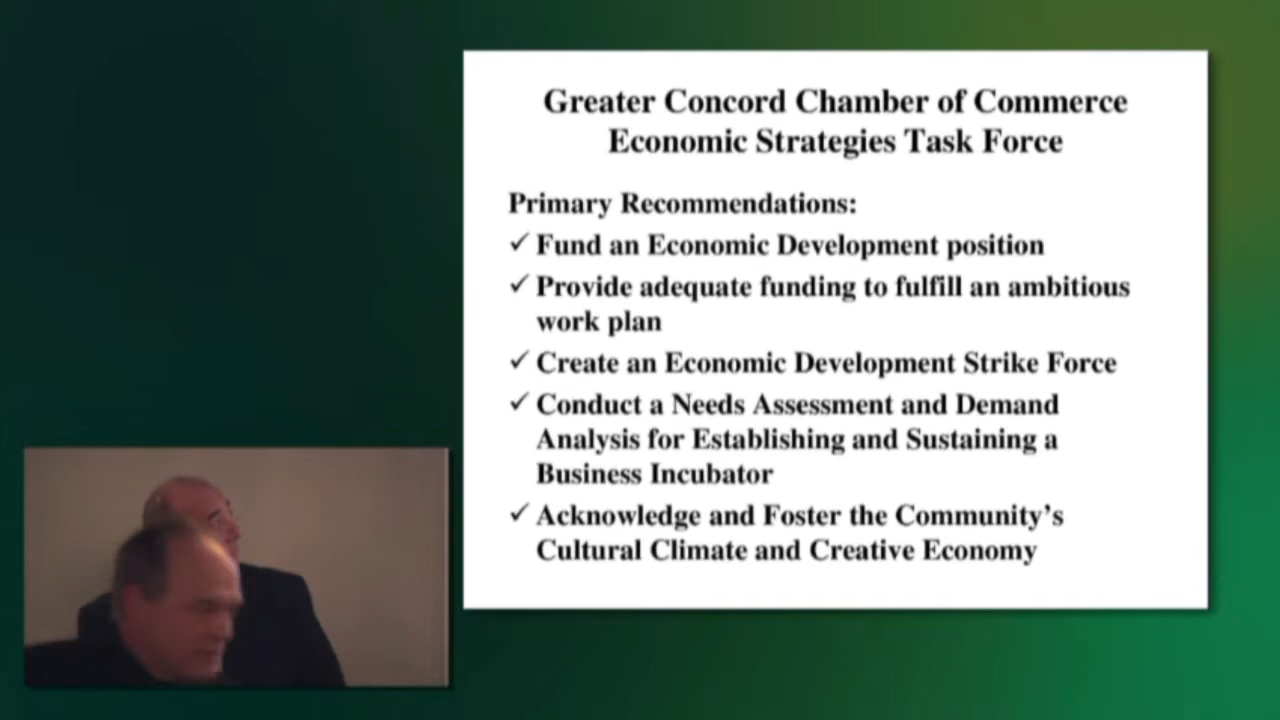 Greater Concord Chamber of Commerce
Economic Strategies Task Force
Primary Recommendations:
✓ Fund an Economic Development position
✓ Provide adequate funding to fulfill an ambitious
work plan
✓ Create an Economic Development Strike Force
✓ Conduct a Needs Assessment and Demand
Analysis for Establishing and Sustaining a
Business Incubator
✓ Acknowledge and Foster the Community's
Cultural Climate and Creative Economy